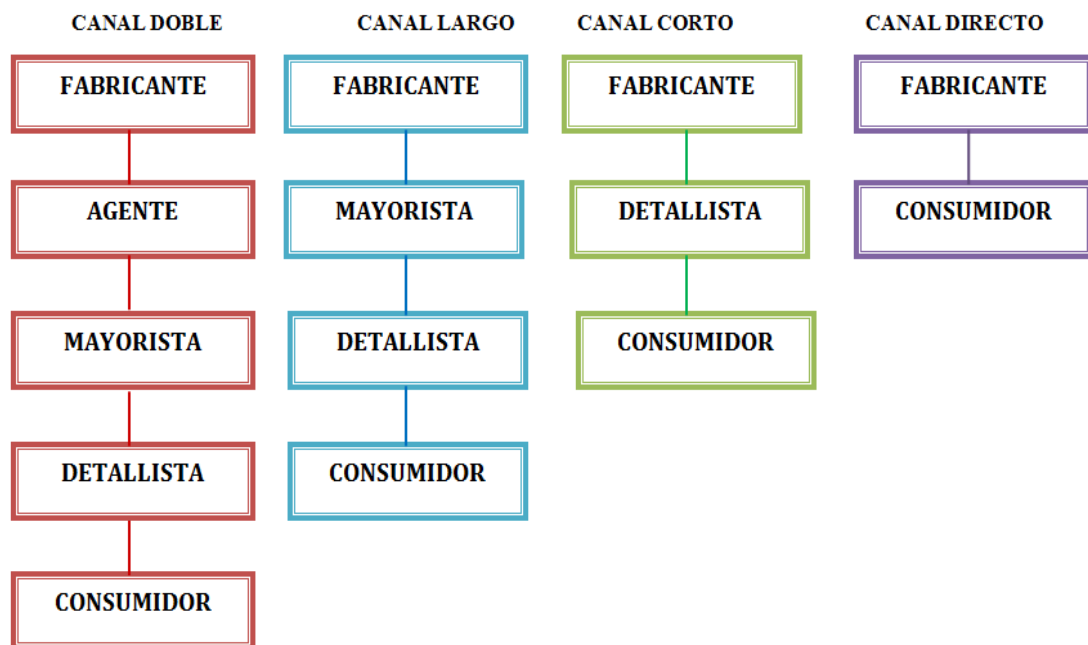 CANAL DOBLE
FABRICANTE
AGENTE
MAYORISTA
DETALLISTA
CONSUMIDOR
CANAL LARGO
FABRICANTE
MAYORISTA
DETALLISTA
CONSUMIDOR
CANAL CORTO
FABRICANTE
DETALLISTA
CONSUMIDOR
CANAL DIRECTO
FABRICANTE
CONSUMIDOR